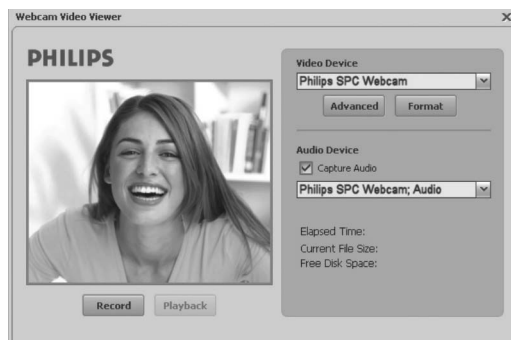 Webcam Video Viewer
PHILIPS
Video Device
Philips SPC Webcam
Advanced
Format
Audio Device
Capture Audio
Philips SPC Webcam; Audio
Elapsed Time:
Current File Size:
Free Disk Space:
Record
Playback